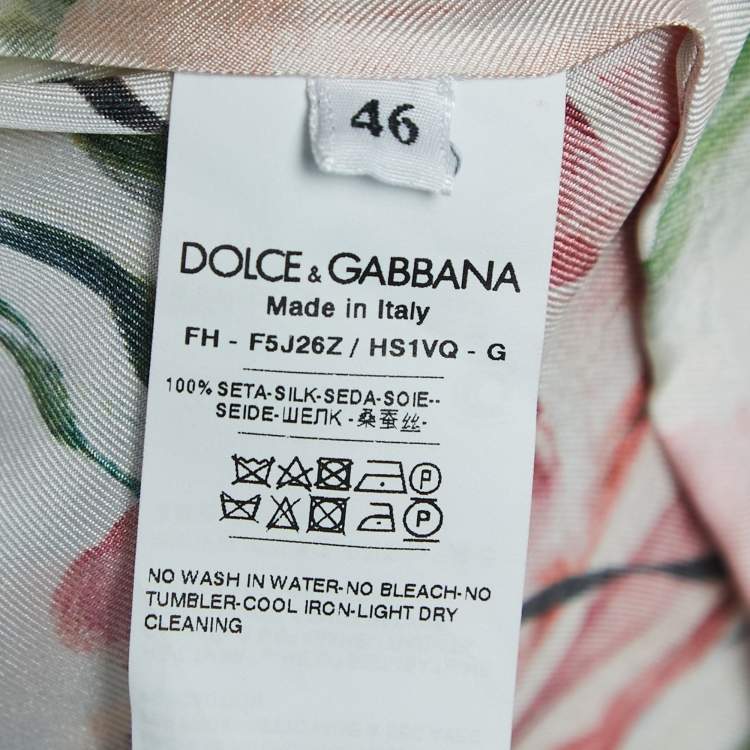 46
DOLCE & GABBANA
Made in Italy
FH - F5J26Z / HS1VQ - G
100% SETA-SILK-SEDA-SOIE--
SEIDE-ШЕЛК -桑蚕丝-
P
P
NO WASH IN WATER-NO BLEACH-NO
TUMBLER-COOL IRON-LIGHT DRY
CLEANING